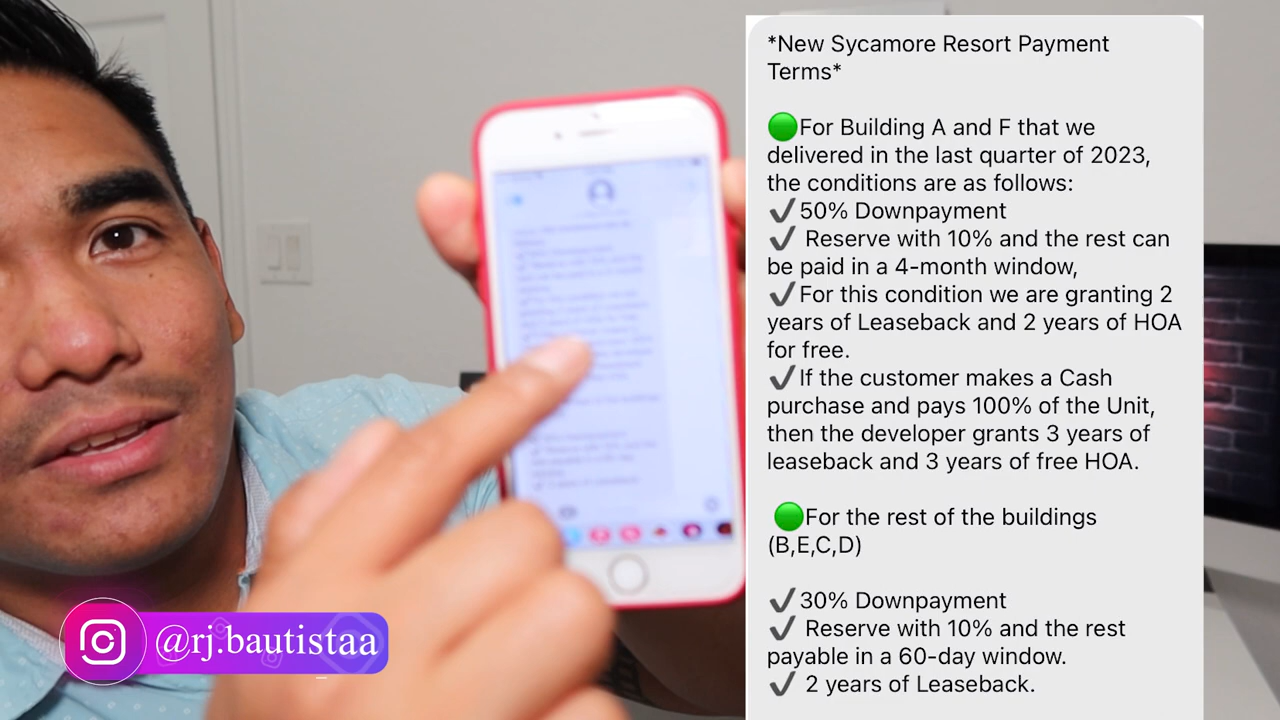 *New Sycamore Resort Payment
Terms*
🟢For Building A and F that we
delivered in the last quarter of 2023,
the conditions are as follows:
✔50% Downpayment
✔ Reserve with 10% and the rest can
be paid in a 4-month window,
✔For this condition we are granting 2
years of Leaseback and 2 years of HOA
for free.
✔If the customer makes a Cash
purchase and pays 100% of the Unit,
then the developer grants 3 years of
leaseback and 3 years of free HOA.
🟢For the rest of the buildings
(B,E,C,D)
✔30% Downpayment
✔ Reserve with 10% and the rest
payable in a 60-day window.
✔ 2 years of Leaseback.
@rj.bautistaa